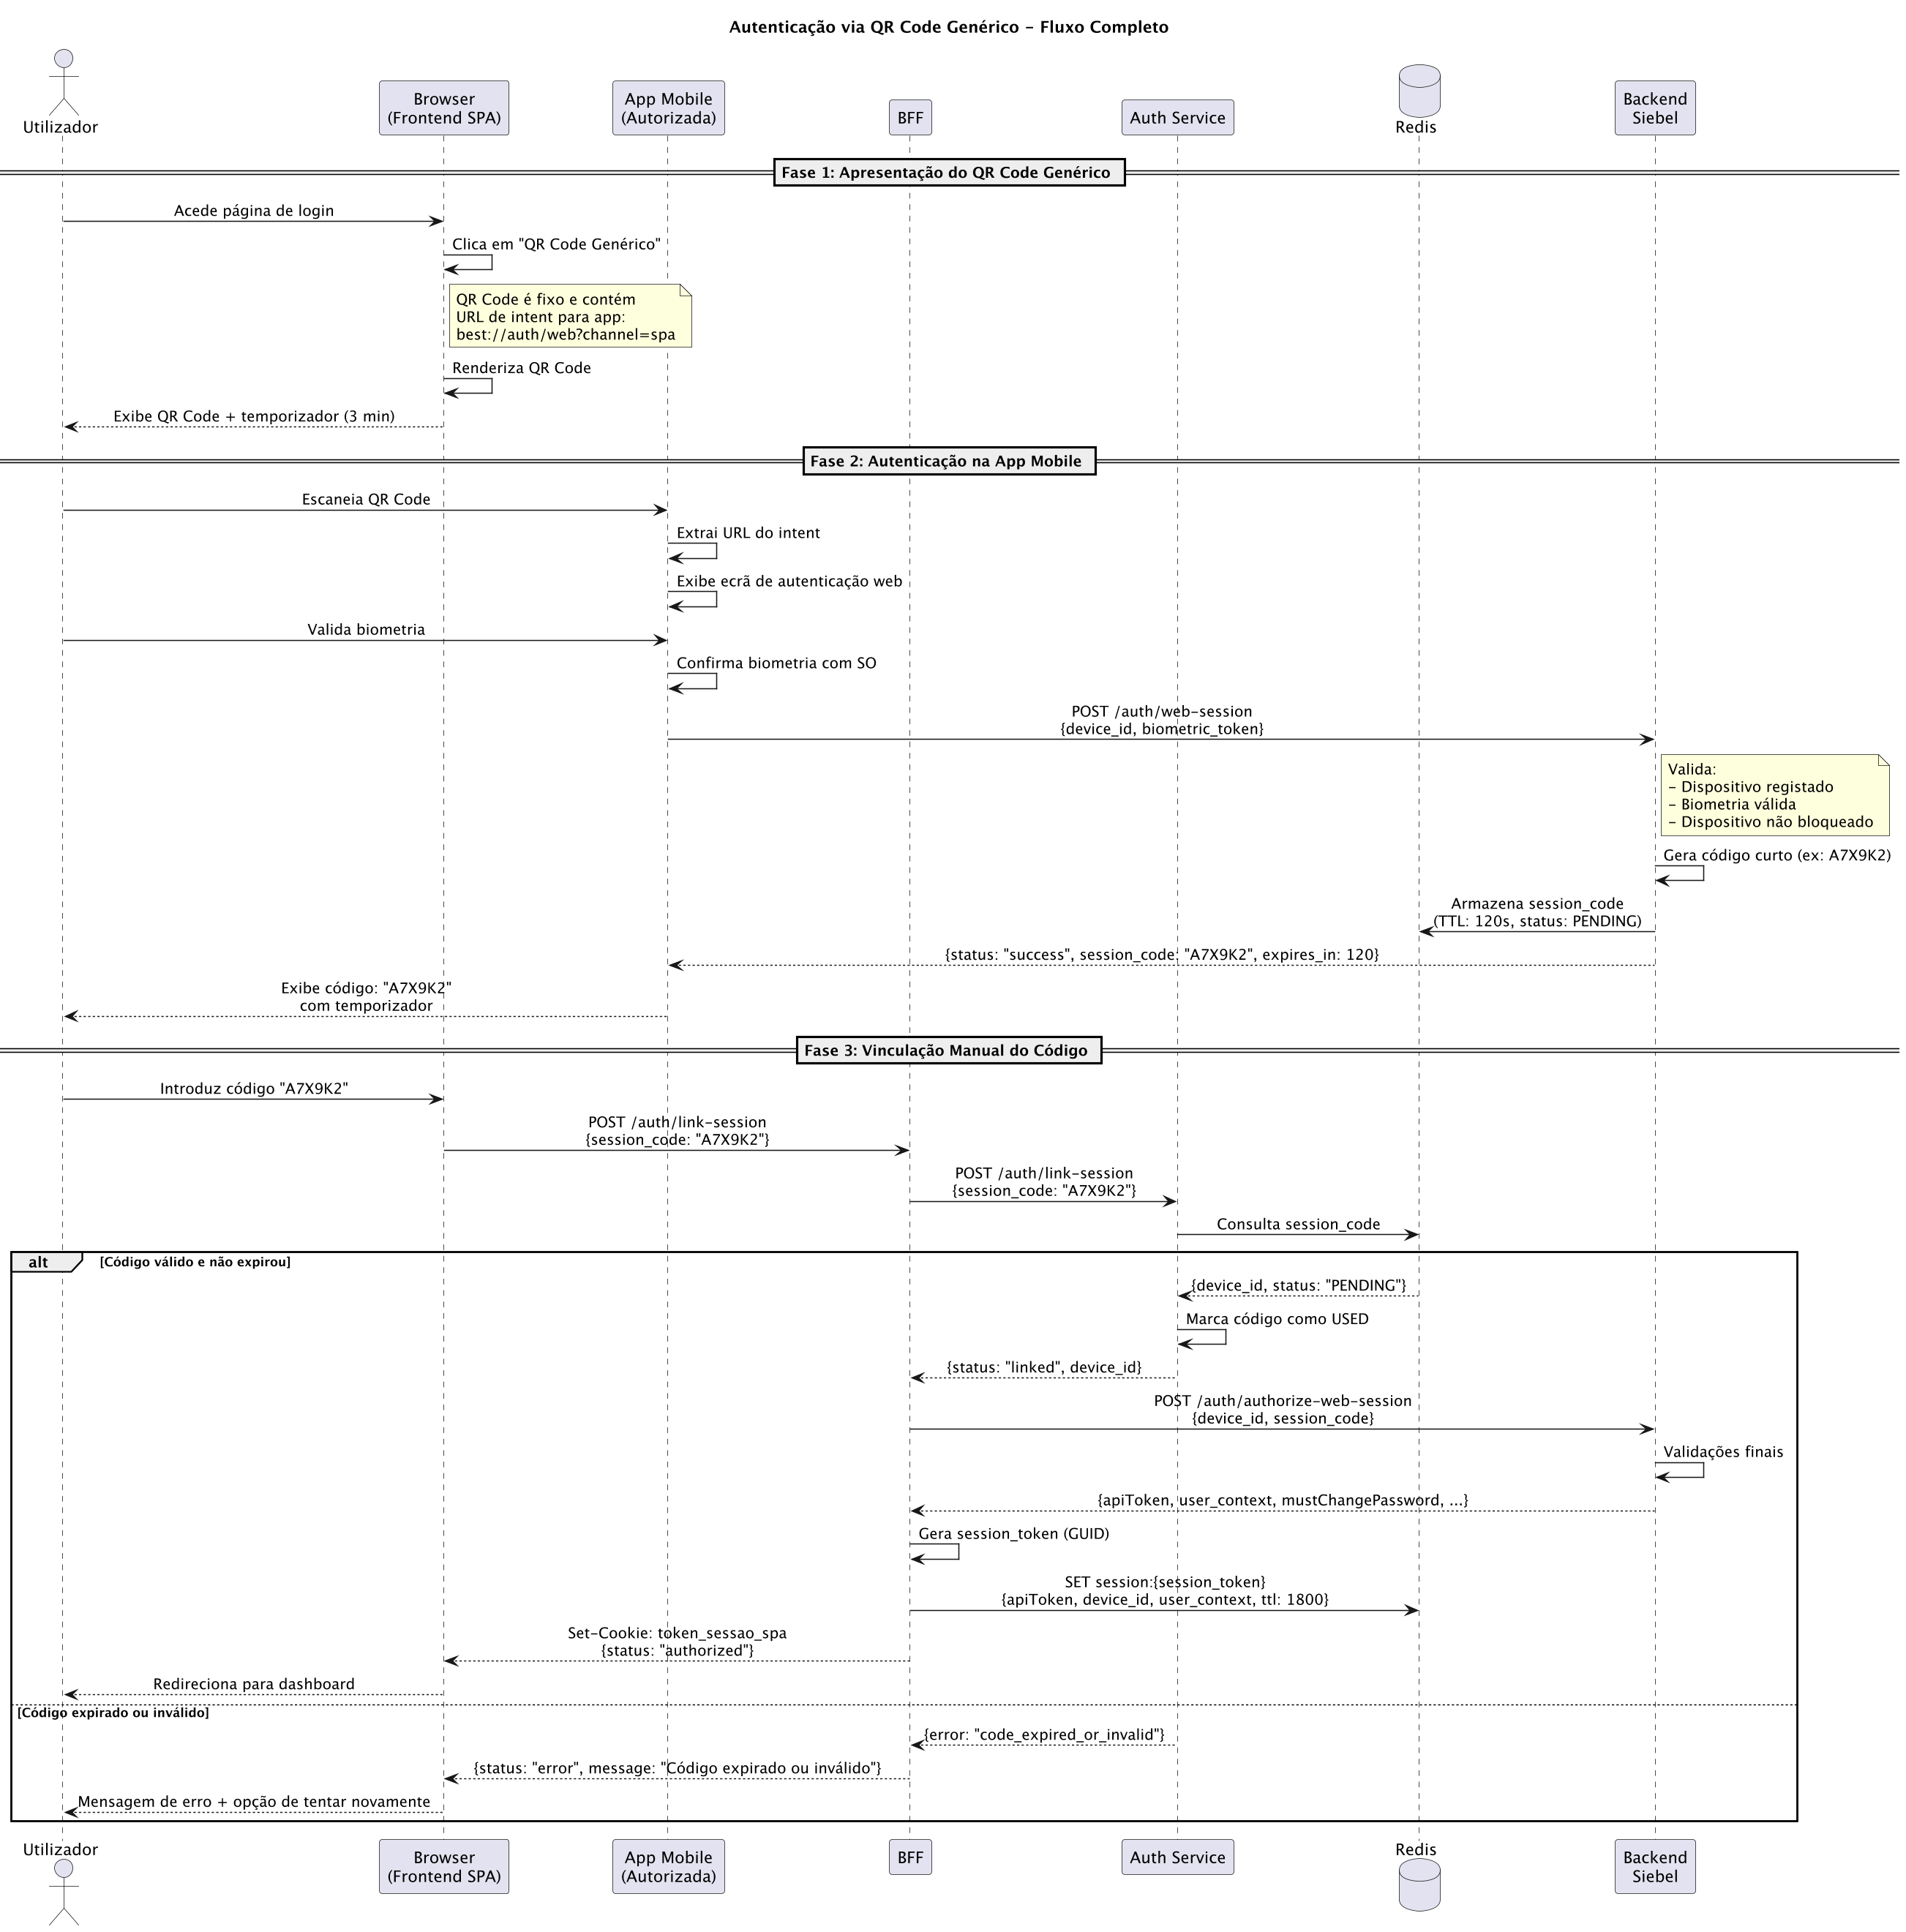 Autenticação via QR Code Genérico - Fluxo Completo
Utilizador
Browser
(Frontend SPA)
App Mobile
(Autorizada)
BFF
Auth Service
Redis
Backend
Siebel
Fase 1: Apresentação do QR Code Genérico
Acede página de login
Clica em "QR Code Genérico"
QR Code é fixo e contém
URL de intent para app:
best://auth/web?channel=spa
Renderiza QR Code
Exibe QR Code + temporizador (3 min)
Fase 2: Autenticação na App Mobile
Escaneia QR Code
Extrai URL do intent
Exibe ecrã de autenticação web
Valida biometria
Confirma biometria com SO
POST /auth/web-session
{device_id, biometric_token}
Valida:
- Dispositivo registado
- Biometria válida
- Dispositivo não bloqueado
Gera código curto (ex: A7X9K2)
Armazena session_code
(TTL: 120s, status: PENDING)
{status: "success", session_code: "A7X9K2", expires_in: 120}
Exibe código: "A7X9K2"
com temporizador
Fase 3: Vinculação Manual do Código
Introduz código "A7X9K2"
POST /auth/link-session
{session_code: "A7X9K2"}
POST /auth/link-session
{session_code: "A7X9K2"}
Consulta session_code
alt
[Código válido e não expirou]
{device_id, status: "PENDING"}
Marca código como USED
{status: "linked", device_id}
POST /auth/authorize-web-session
{device_id, session_code}
Validações finais
{apiToken, user_context, mustChangePassword, ...}
Gera session_token (GUID)
SET session:{session_token}
{apiToken, device_id, user_context, ttl: 1800}
Set-Cookie: token_sessao_spa
{status: "authorized"}
Redireciona para dashboard
[Código expirado ou inválido]
{error: "code_expired_or_invalid"}
{status: "error", message: "Código expirado ou inválido"}
Mensagem de erro + opção de tentar novamente
Utilizador
Browser
(Frontend SPA)
App Mobile
(Autorizada)
BFF
Auth Service
Redis
Backend
Siebel